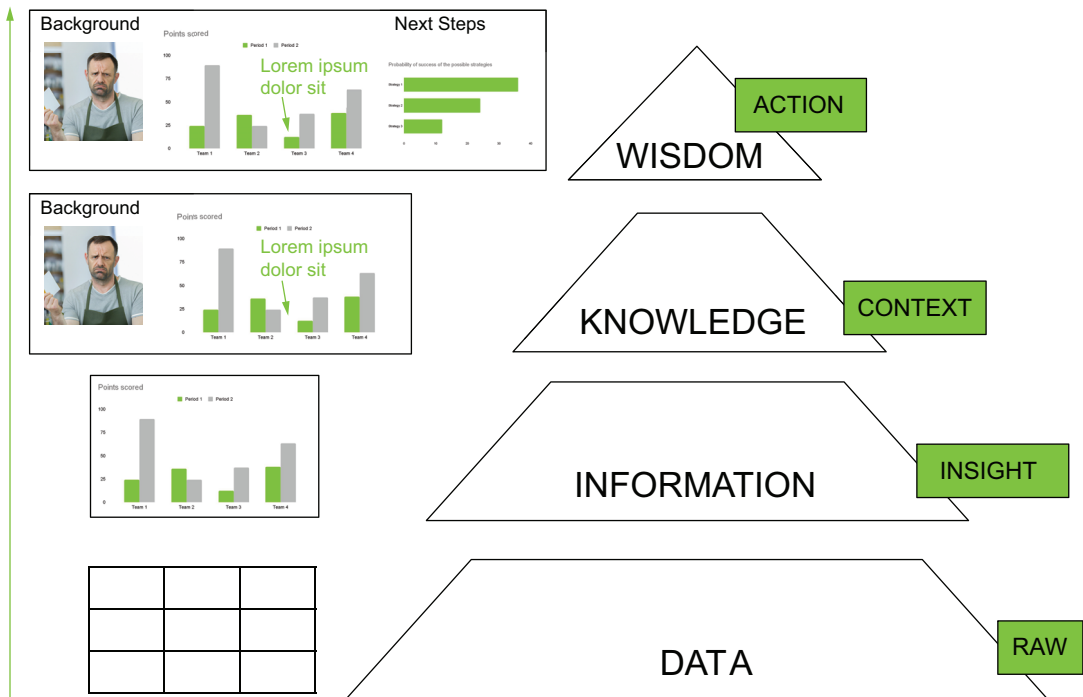 Background
Points scored
Period 1
Period 2
100
75
50
25
0
Team 1
Team 2
Team 3
Team 4
Lorem ipsum
dolor sit
Next Steps
Probability of success of the possible strategies
Strategy 1
Strategy 2
Strategy 3
0
10
20
30
40
ACTION
WISDOM
Background
Points scored
Period 1
Period 2
100
75
50
25
0
Team 1
Team 2
Team 3
Team 4
Lorem ipsum
dolor sit
CONTEXT
KNOWLEDGE
Points scored
Period 1
Period 2
100
75
50
25
0
Team 1
Team 2
Team 3
Team 4
INSIGHT
INFORMATION
RAW
DATA